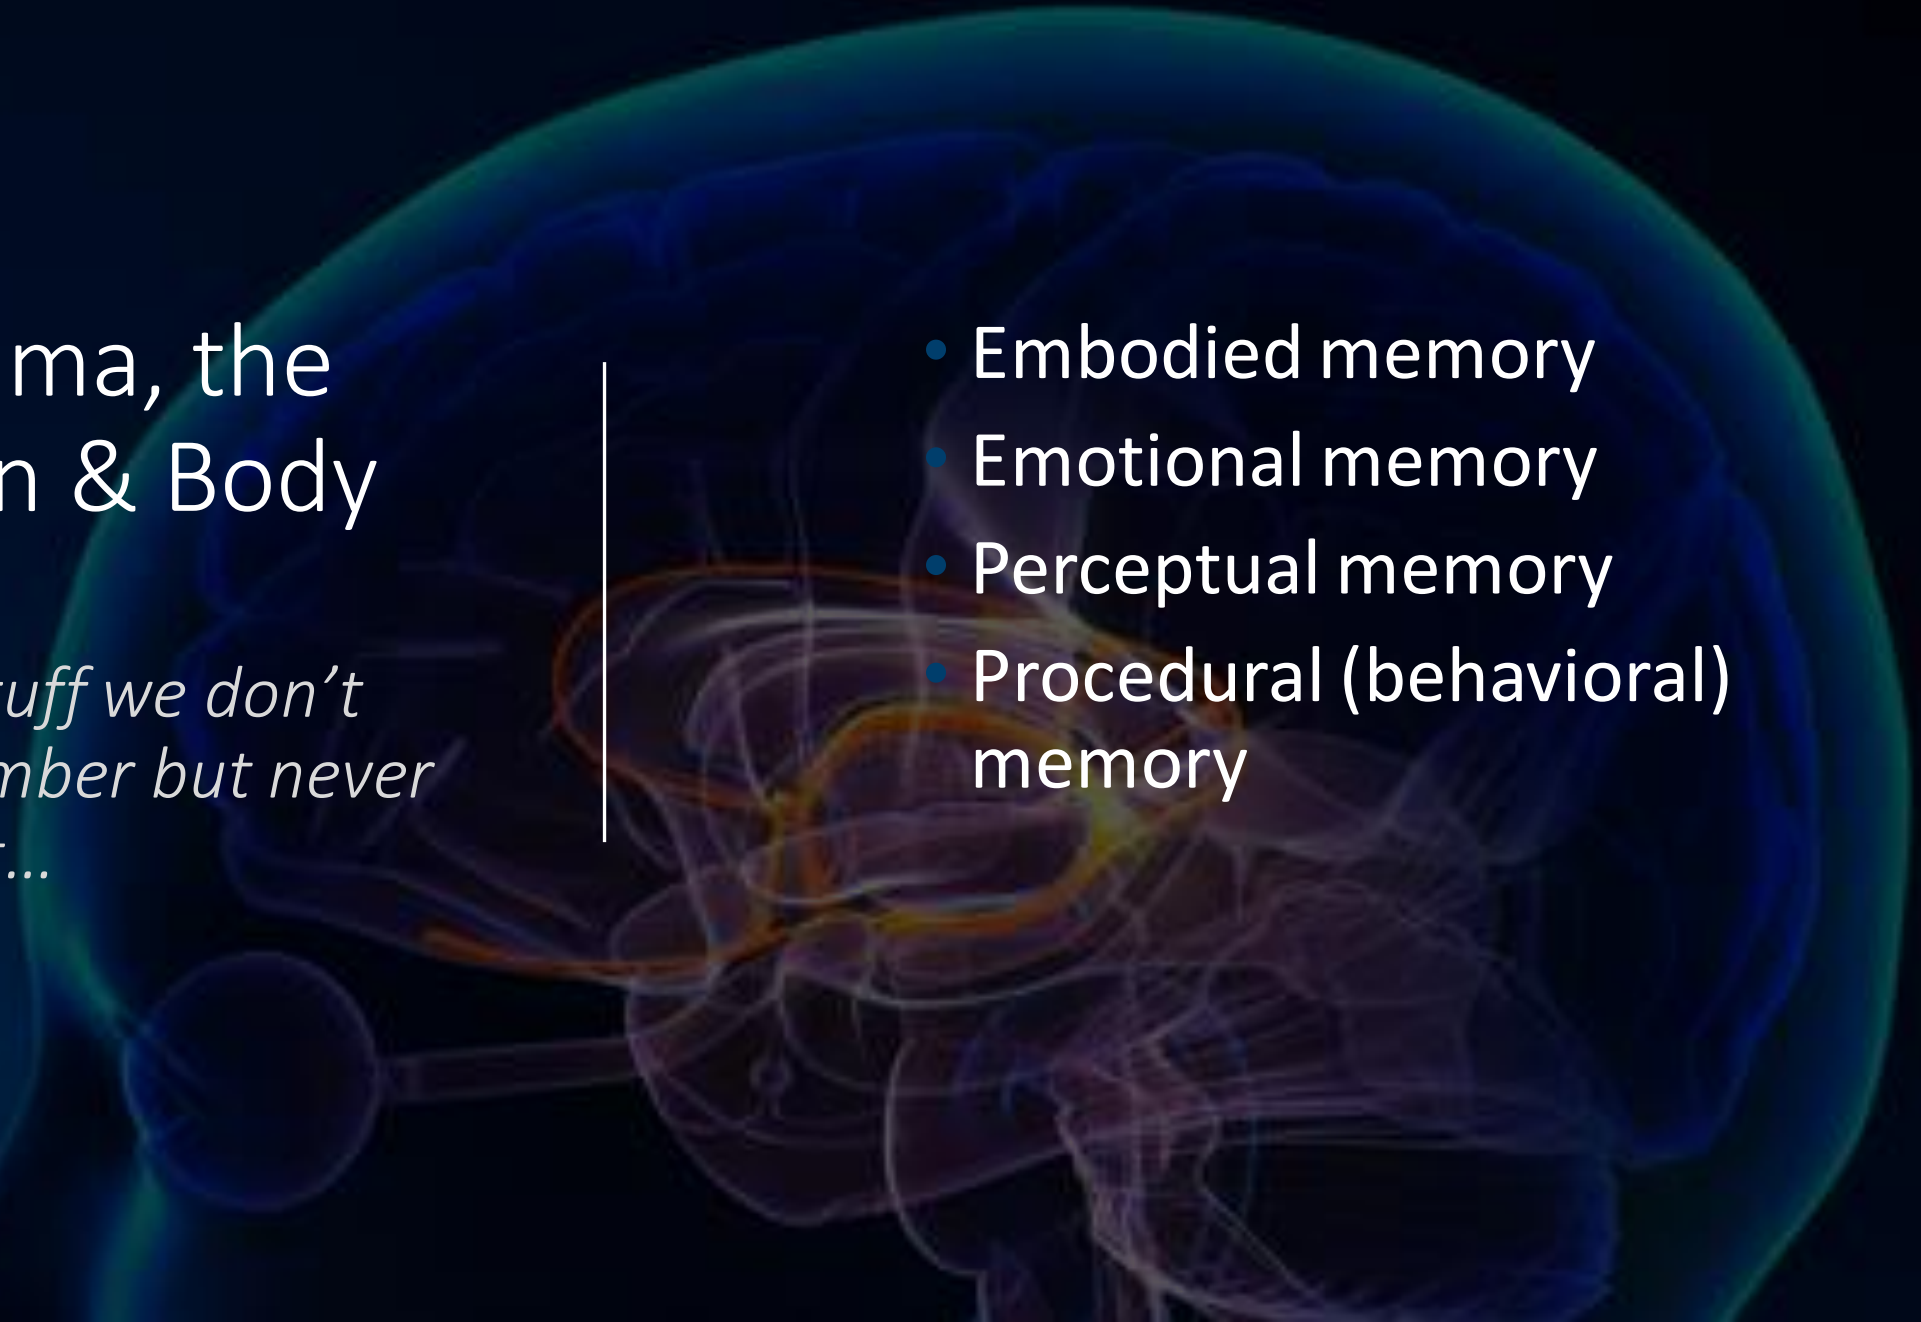 ma, the
n & Body
uff we don’t
mber but never
...
• Embodied memory
• Emotional memory
• Perceptual memory
• Procedural (behavioral)
memory